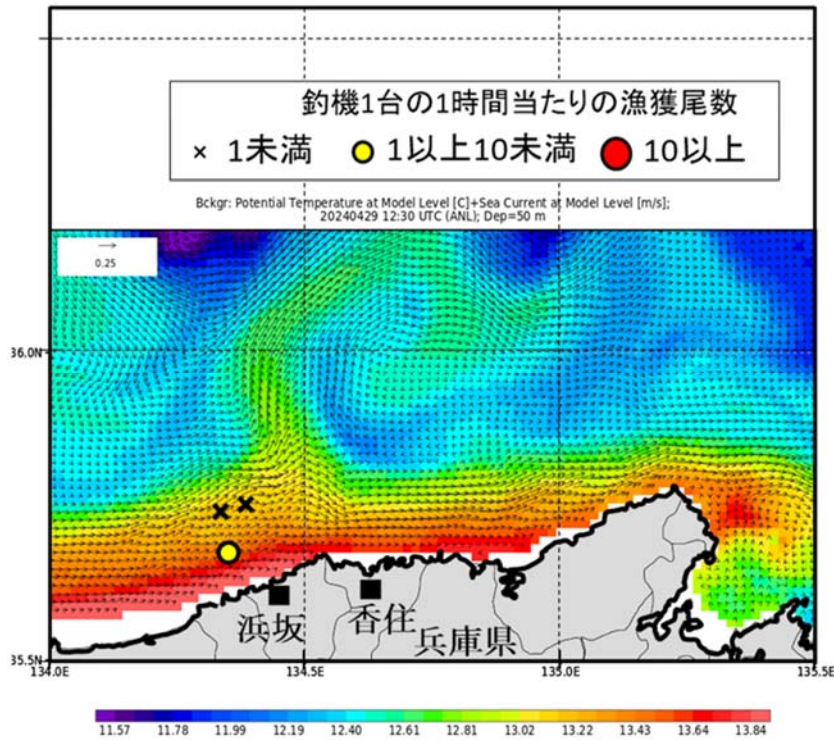 釣機1台の1時間当たりの漁獲尾数
× 1未満 1以上10未満 10以上
Bckgr: Potential Temperature at Model Level [C]+Sea Current at Model Level [m/s];
20240429 12:30 UTC (ANL); Dep=50 m
0.25
36.0N
浜坂 香住 兵庫県
35.5N
134.0E 134.5E 135.0E 135.5E
11.57 11.78 11.99 12.19 12.40 12.61 12.81 13.02 13.22 13.43 13.64 13.84